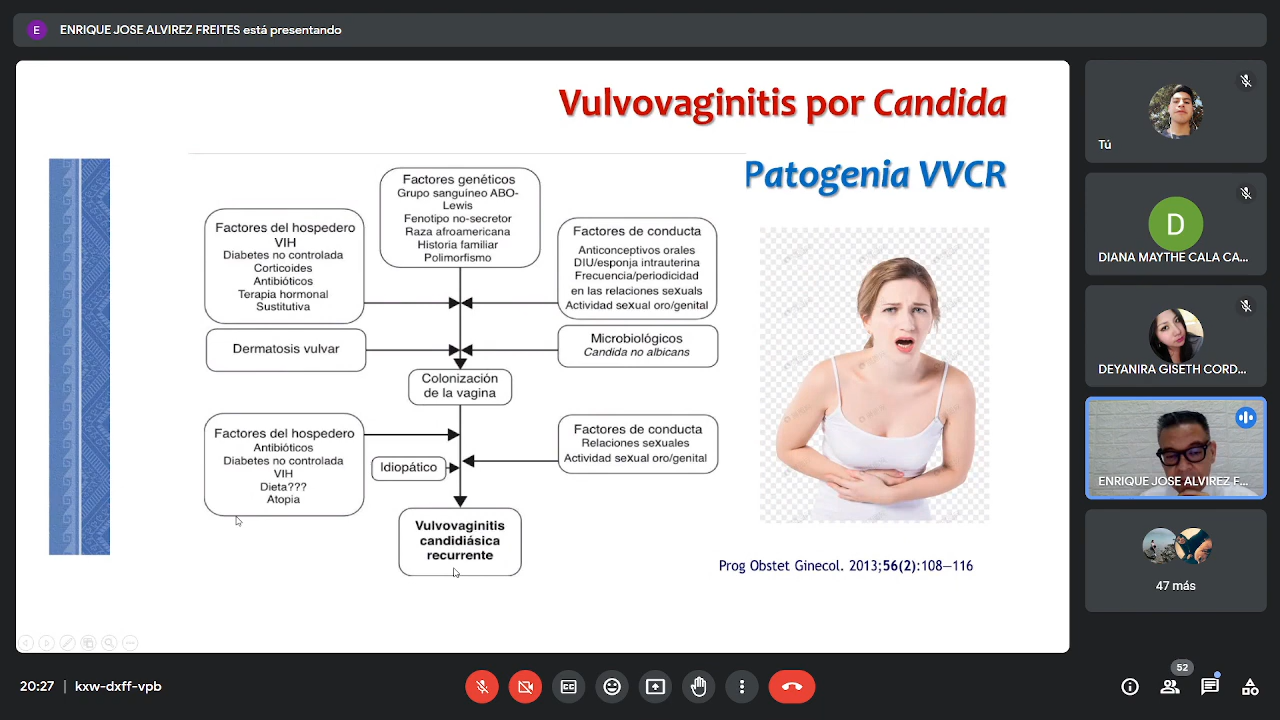 E
ENRIQUE JOSE ALVIREZ FREITES está presentando
Vulvovaginitis por Candida
Patogenia VVCR
Factores genéticos
Grupo sanguíneo ABO-
Lewis
Fenotipo no-secretor
Raza afroamericana
Historia familiar
Polimorfismo
Factores del hospedero
VIH
Diabetes no controlada
Corticoides
Antibióticos
Terapia hormonal
Sustitutiva
Factores de conducta
Anticonceptivos orales
DIU/esponja intrauterina
Frecuencia/periodicidad
en las relaciones sexuals
Actividad sexual oro/genital
Dermatosis vulvar
Microbiológicos
Candida no albicans
Colonización
de la vagina
Factores del hospedero
Antibióticos
Diabetes no controlada
VIH
Dieta???
Atopia
Idiopático
Factores de conducta
Relaciones sexuales
Actividad sexual oro/genital
Vulvovaginitis
candidiásica
recurrente
Prog Obstet Ginecol. 2013;56(2):108—116
Tú
D
DIANA MAYTHE CALA CA...
DEYANIRA GISETH CORD...
ENRIQUE JOSE ALVIREZ F...
47 más
20:27 | kxw-dxff-vpb
52